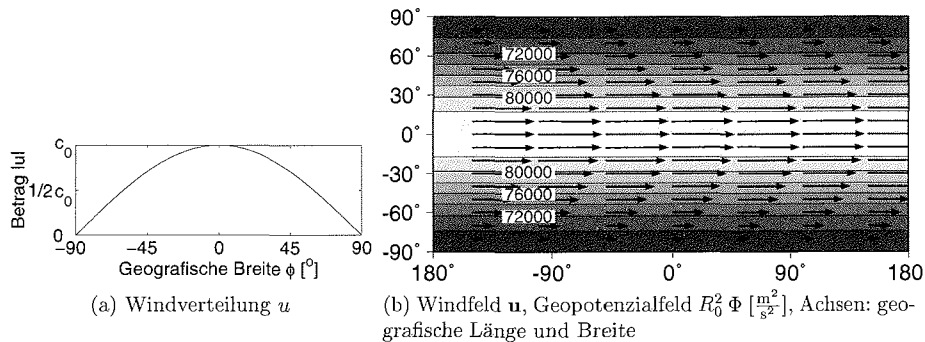 Betrag |u|
c₀
1/2 c₀
0
−90 −45 0 45 90
Geografische Breite ϕ [°]
(a) Windverteilung u
90°
60°
30°
0°
-30°
-60°
-90°
72000
76000
80000
80000
76000
72000
180° -90° 0° 90° 180
(b) Windfeld u, Geopotenzialfeld R₀² Φ [m²/s²], Achsen: geo-
grafische Länge und Breite